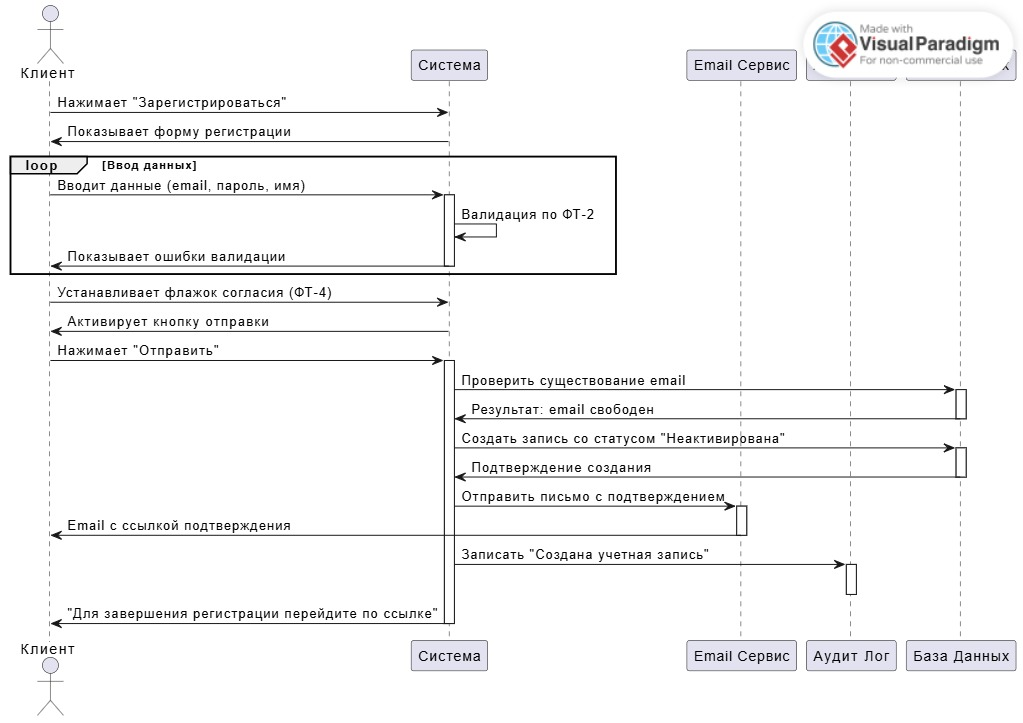 Made with
VisualParadigm
For non-commercial use
Клиент
Система
Email Сервис
Нажимает "Зарегистрироваться"
Показывает форму регистрации
loop
[Ввод данных]
Вводит данные (email, пароль, имя)
Валидация по ФТ-2
Показывает ошибки валидации
Устанавливает флажок согласия (ФТ-4)
Активирует кнопку отправки
Нажимает "Отправить"
Проверить существование email
Результат: email свободен
Создать запись со статусом "Неактивирована"
Подтверждение создания
Отправить письмо с подтверждением
Email с ссылкой подтверждения
Записать "Создана учетная запись"
"Для завершения регистрации перейдите по ссылке"
Клиент
Система
Email Сервис
Аудит Лог
База Данных